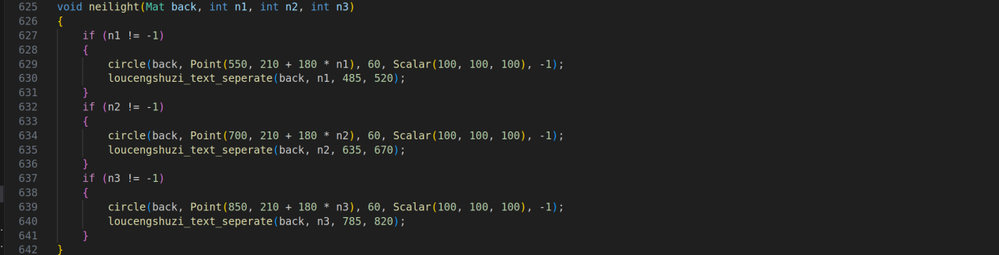 625 void neilight(Mat back, int n1, int n2, int n3)
626 {
627     if (n1 != -1)
628     {
629         circle(back, Point(550, 210 + 180 * n1), 60, Scalar(100, 100, 100), -1);
630         loucengshuzi_text_seperate(back, n1, 485, 520);
631     }
632     if (n2 != -1)
633     {
634         circle(back, Point(700, 210 + 180 * n2), 60, Scalar(100, 100, 100), -1);
635         loucengshuzi_text_seperate(back, n2, 635, 670);
636     }
637     if (n3 != -1)
638     {
639         circle(back, Point(850, 210 + 180 * n3), 60, Scalar(100, 100, 100), -1);
640         loucengshuzi_text_seperate(back, n3, 785, 820);
641     }
642 }